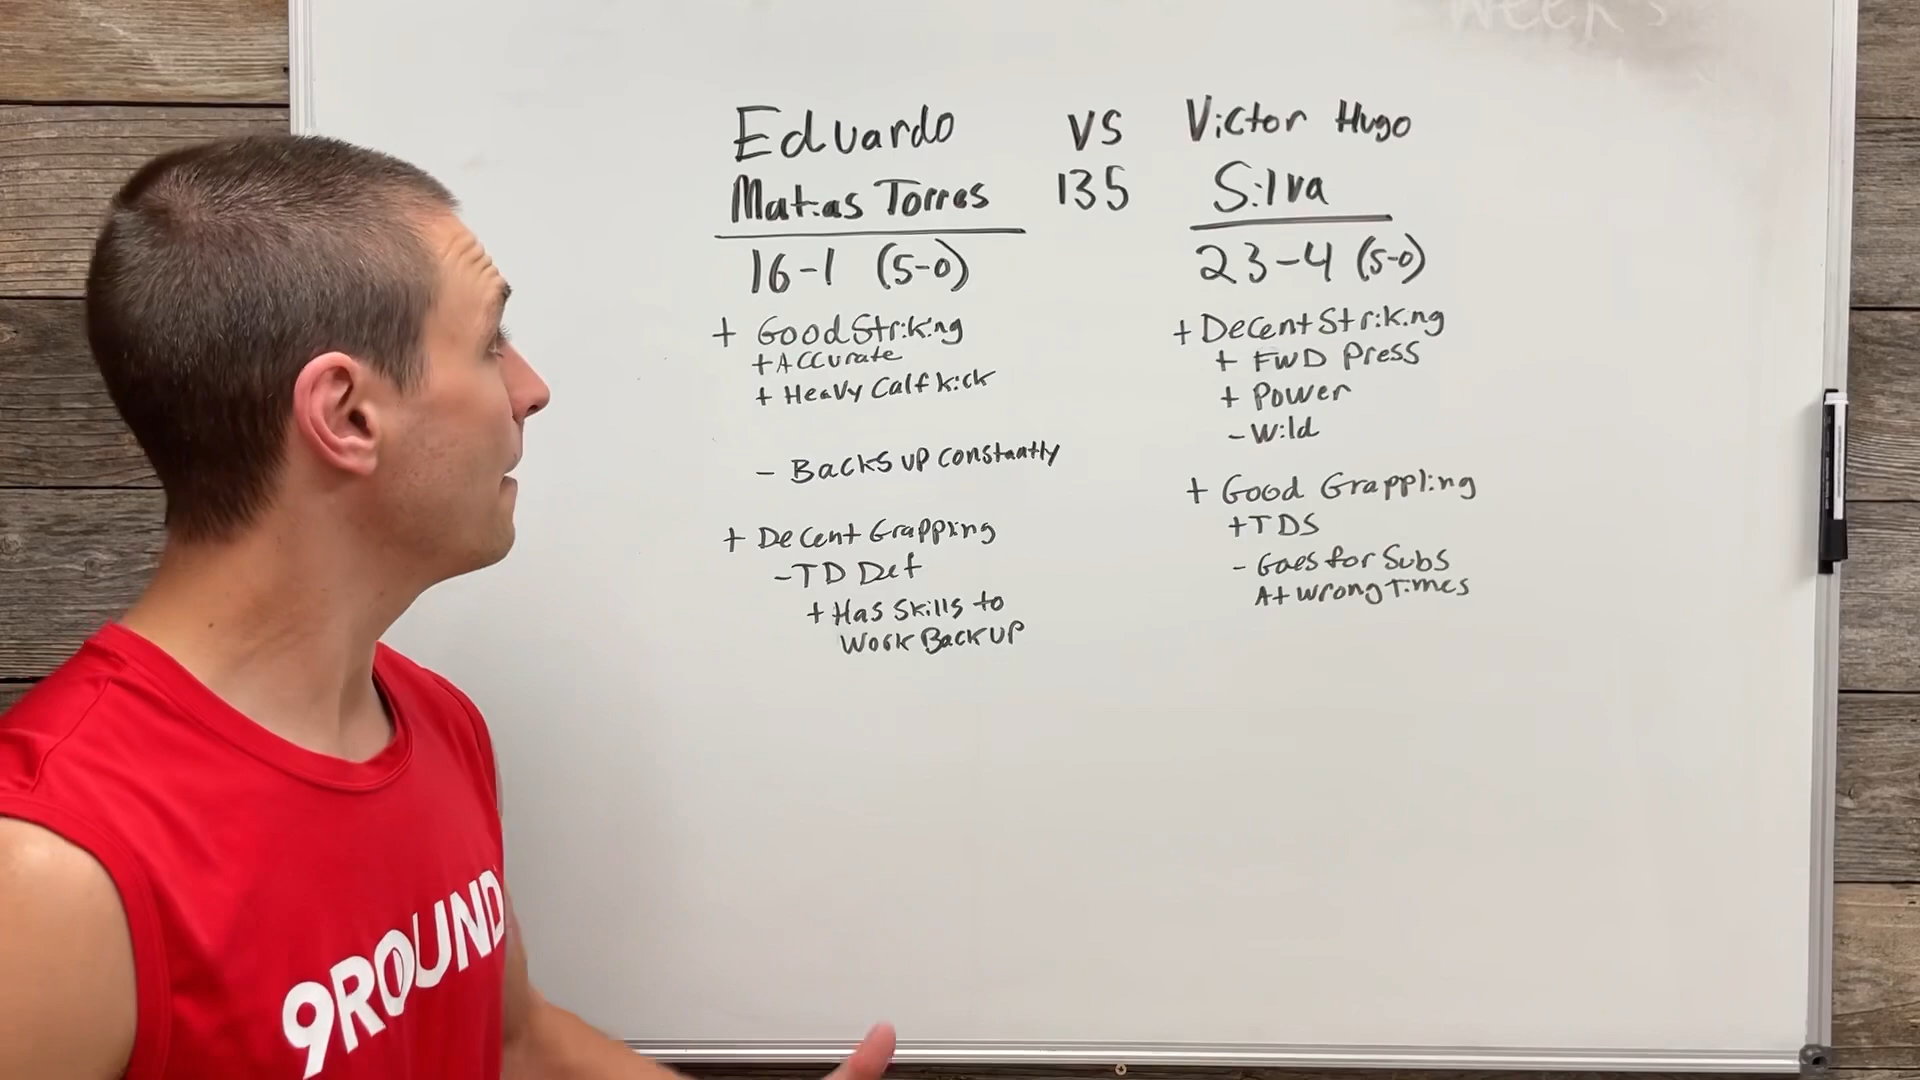 Week's
Eduardo
Matias Torres
16-1 (5-0)
+ Good Striking
+ Accurate
+ Heavy Calf kick
- Backs up constantly
+ Decent Grappling
- TD Def
+ Has skills to
work Back up
VS
135
Victor Hugo
Silva
23-4 (5-0)
+ Decent Striking
+ FWD Press
+ Power
- Wild
+ Good Grappling
+ TDS
- Goes for Subs
At wrong Times
9ROUND